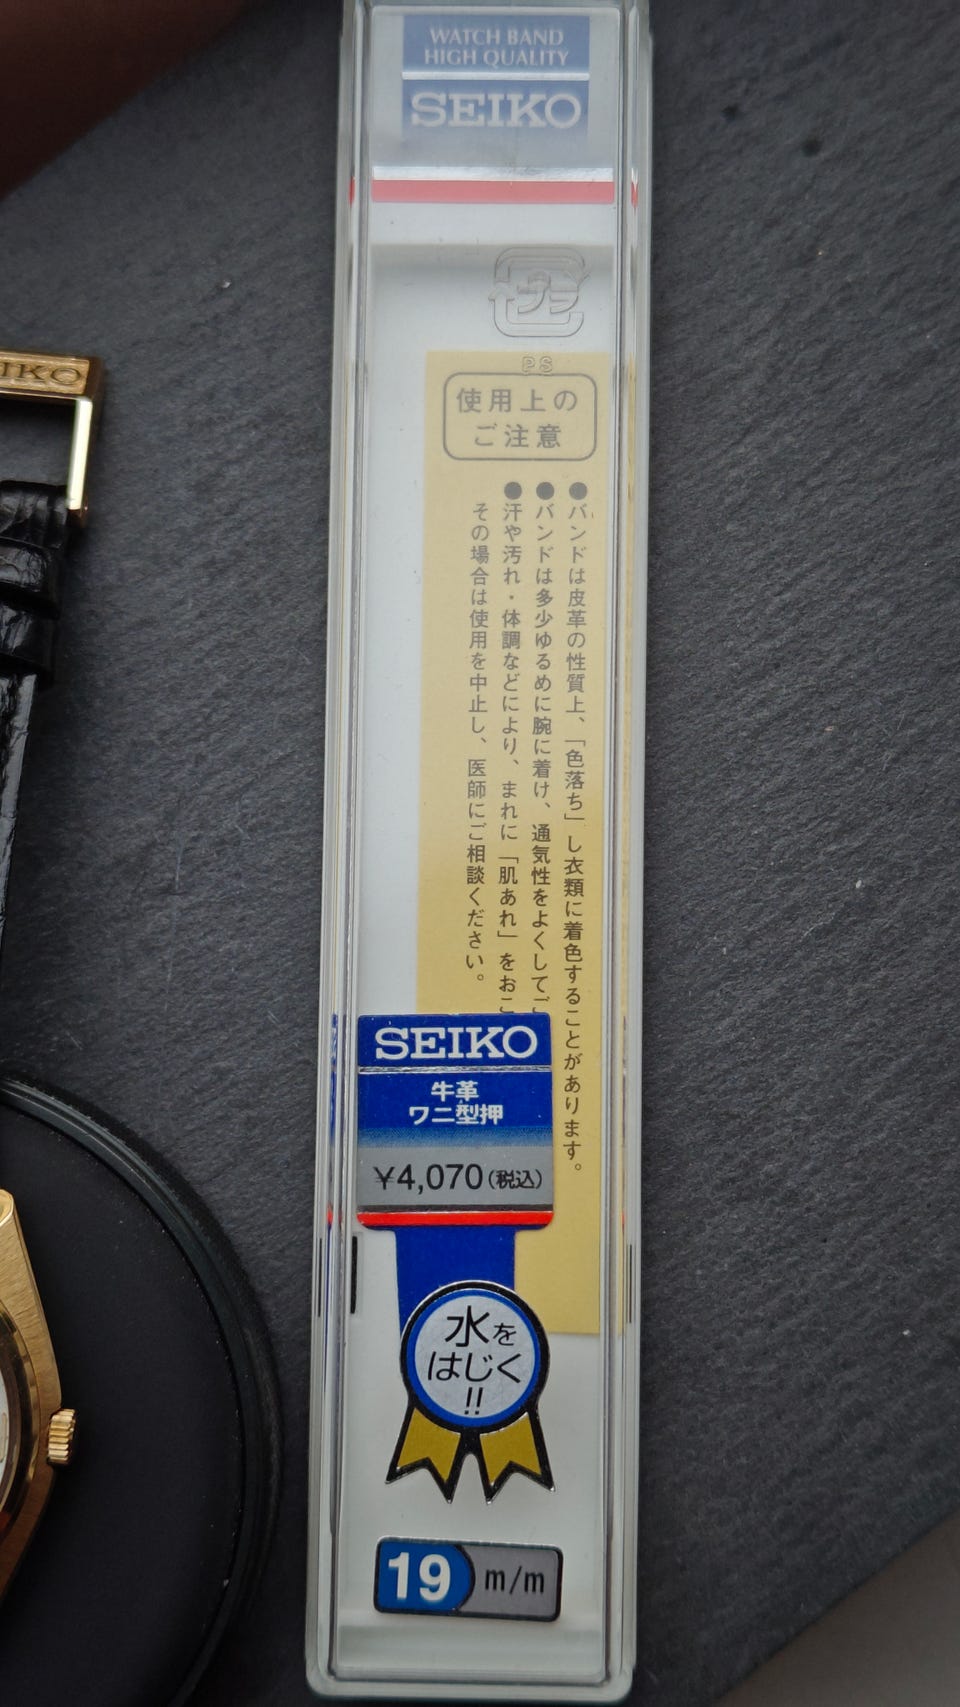 WATCH BAND
HIGH QUALITY
SEIKO
プラ
PS
使用上の
ご注意
●バンドは皮革の性質上、「色落ち」し衣類に着色することがあります。
●バンドは多少ゆるめに腕に着け、通気性をよくしてご
●汗や汚れ・体調などにより、まれに「肌あれ」をおこ
その場合は使用を中止し、医師にご相談ください。
SEIKO
牛革
ワニ型押
¥4,070(税込)
水を
はじく
!!
19 m/m
IKO